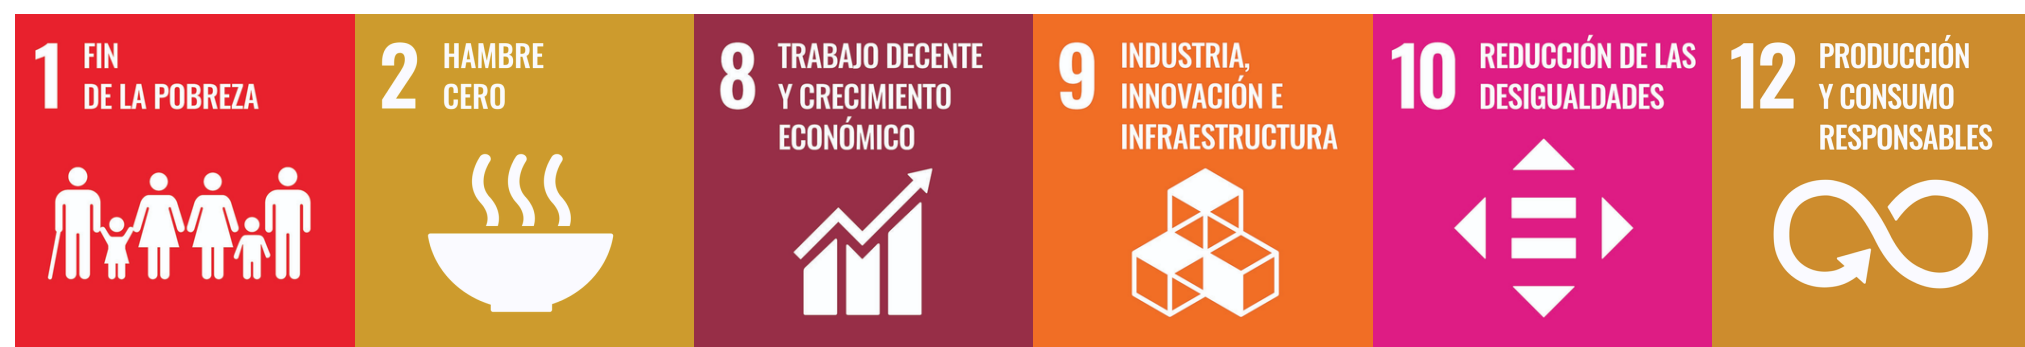 1 FIN
DE LA POBREZA
2 HAMBRE
CERO
8 TRABAJO DECENTE
Y CRECIMIENTO
ECONÓMICO
9 INDUSTRIA,
INNOVACIÓN E
INFRAESTRUCTURA
10 REDUCCIÓN DE LAS
DESIGUALDADES
12 PRODUCCIÓN
Y CONSUMO
RESPONSABLES